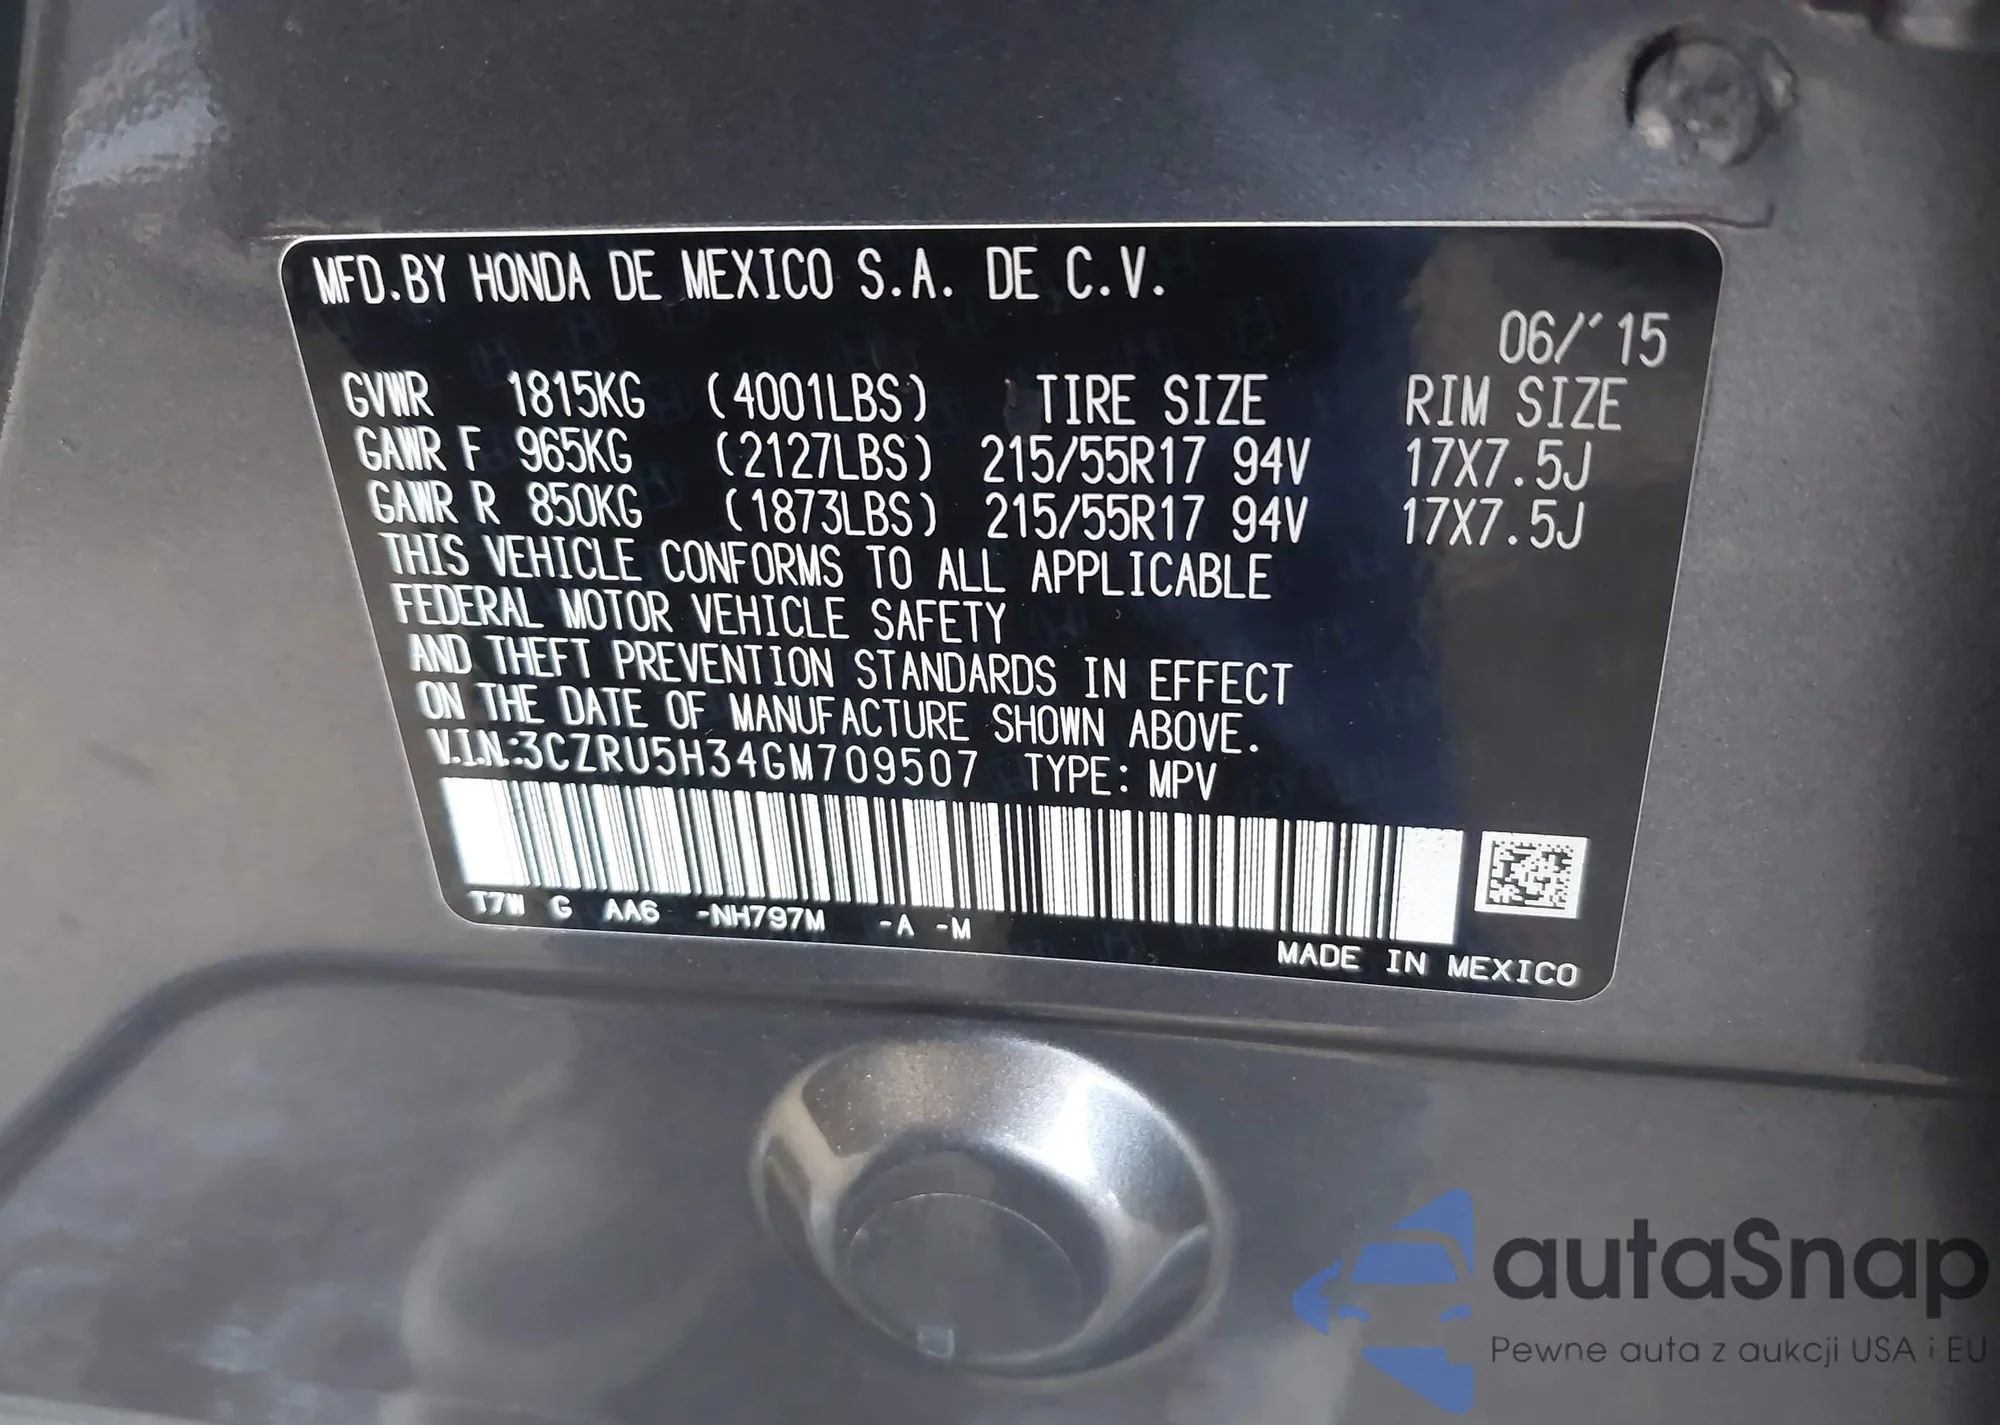 MFD.BY HONDA DE MEXICO S.A. DE C.V.
06/'15
GVWR 1815KG (4001LBS) TIRE SIZE RIM SIZE
GAWR F 965KG (2127LBS) 215/55R17 94V 17X7.5J
GAWR R 850KG (1873LBS) 215/55R17 94V 17X7.5J
THIS VEHICLE CONFORMS TO ALL APPLICABLE
FEDERAL MOTOR VEHICLE SAFETY
AND THEFT PREVENTION STANDARDS IN EFFECT
ON THE DATE OF MANUFACTURE SHOWN ABOVE.
V.I.N.:3CZRU5H34GM709507 TYPE: MPV
T7W G AA6 -NH797M -A -M
MADE IN MEXICO
autaSnap
Pewne auta z aukcji USA i EU